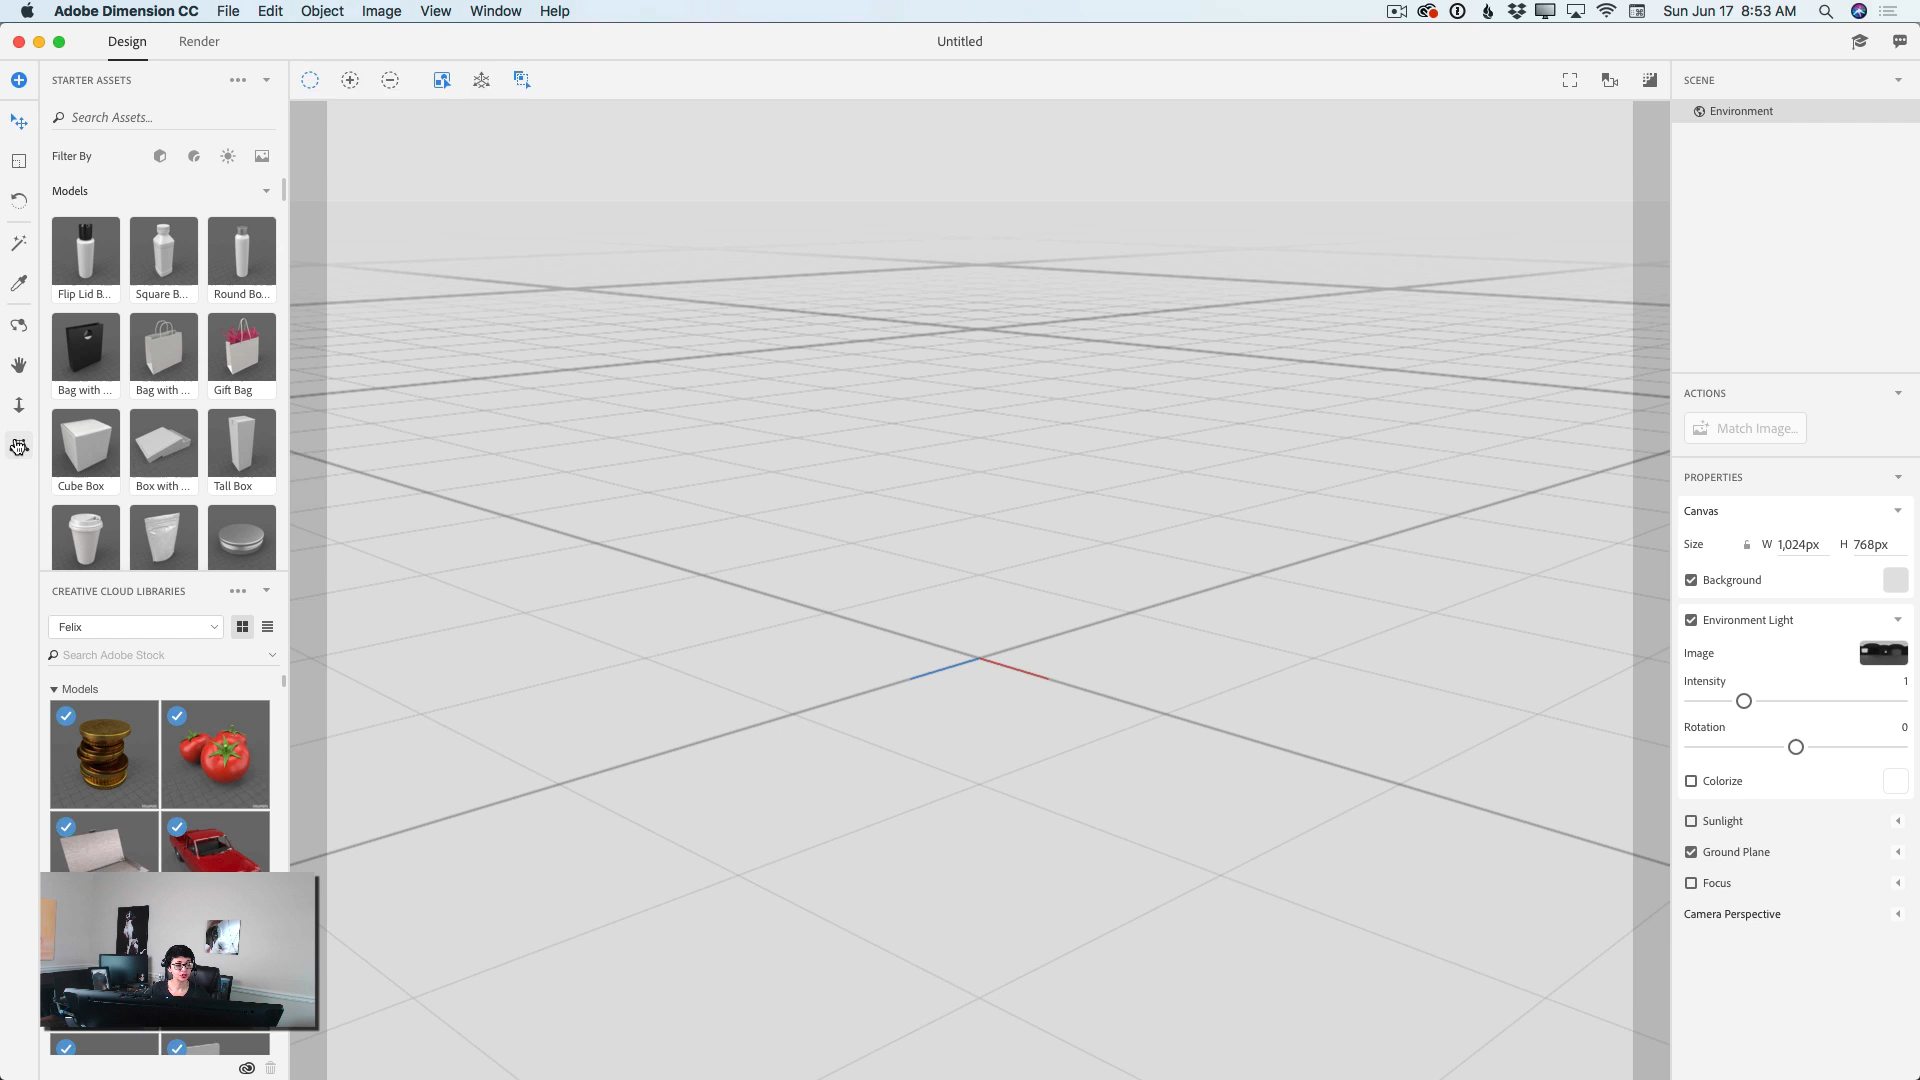 Adobe Dimension CC File Edit Object Image View Window Help
Sun Jun 17 8:53 AM
Design Render
Untitled
STARTER ASSETS
Search Assets...
Filter By
Models
Flip Lid B... Square B... Round Bo...
Bag with ... Bag with ... Gift Bag
Cube Box Box with ... Tall Box
CREATIVE CLOUD LIBRARIES
Felix
Search Adobe Stock
Models
SCENE
Environment
ACTIONS
Match Image...
PROPERTIES
Canvas
Size W 1,024px H 768px
Background
Environment Light
Image
Intensity 1
Rotation 0
Colorize
Sunlight
Ground Plane
Focus
Camera Perspective